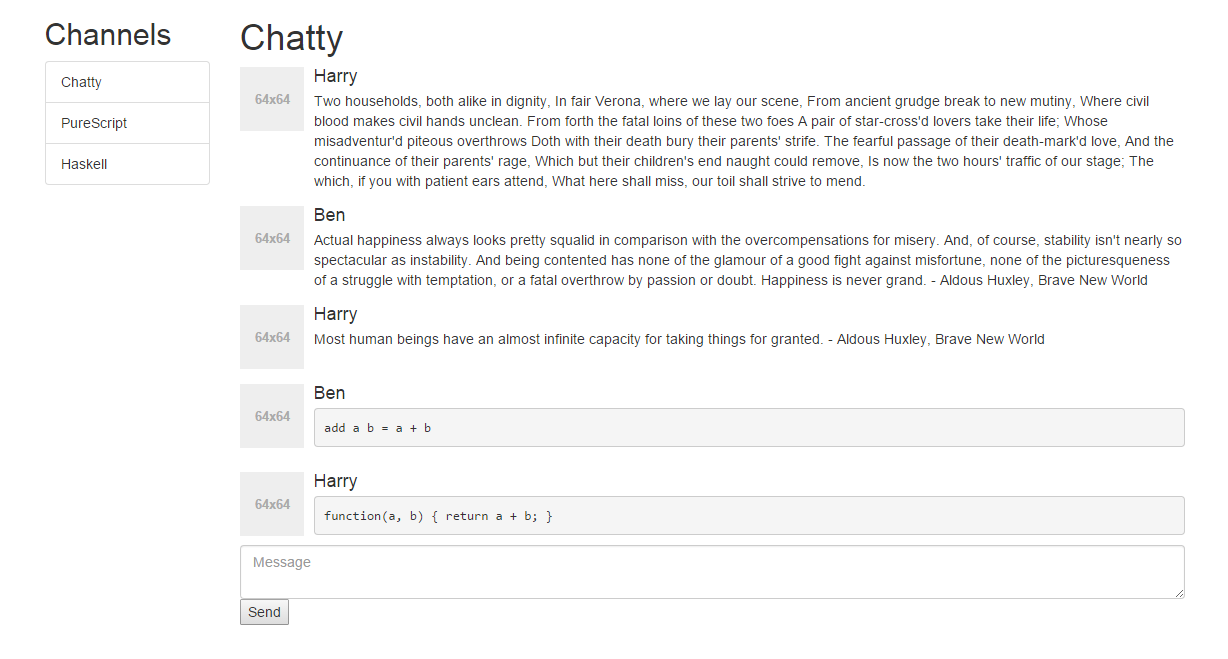 Channels
Chatty
PureScript
Haskell
Chatty
64x64
Harry
Two households, both alike in dignity, In fair Verona, where we lay our scene, From ancient grudge break to new mutiny, Where civil
blood makes civil hands unclean. From forth the fatal loins of these two foes A pair of star-cross'd lovers take their life; Whose
misadventur'd piteous overthrows Doth with their death bury their parents' strife. The fearful passage of their death-mark'd love, And the
continuance of their parents' rage, Which but their children's end naught could remove, Is now the two hours' traffic of our stage; The
which, if you with patient ears attend, What here shall miss, our toil shall strive to mend.
64x64
Ben
Actual happiness always looks pretty squalid in comparison with the overcompensations for misery. And, of course, stability isn't nearly so
spectacular as instability. And being contented has none of the glamour of a good fight against misfortune, none of the picturesqueness
of a struggle with temptation, or a fatal overthrow by passion or doubt. Happiness is never grand. - Aldous Huxley, Brave New World
64x64
Harry
Most human beings have an almost infinite capacity for taking things for granted. - Aldous Huxley, Brave New World
64x64
Ben
add a b = a + b
64x64
Harry
function(a, b) { return a + b; }
Message
Send